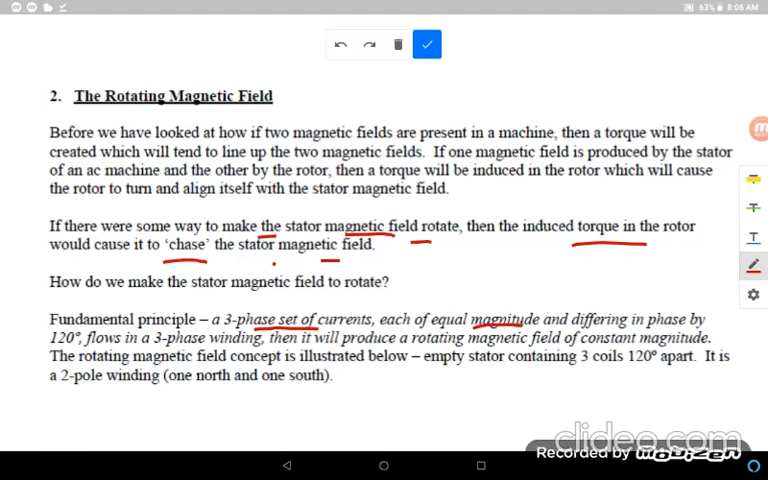 63% 8:06 AM
2. The Rotating Magnetic Field
Before we have looked at how if two magnetic fields are present in a machine, then a torque will be
created which will tend to line up the two magnetic fields. If one magnetic field is produced by the stator
of an ac machine and the other by the rotor, then a torque will be induced in the rotor which will cause
the rotor to turn and align itself with the stator magnetic field.
If there were some way to make the stator magnetic field rotate, then the induced torque in the rotor
would cause it to ‘chase’ the stator magnetic field.
How do we make the stator magnetic field to rotate?
Fundamental principle – a 3-phase set of currents, each of equal magnitude and differing in phase by
120°, flows in a 3-phase winding, then it will produce a rotating magnetic field of constant magnitude.
The rotating magnetic field concept is illustrated below – empty stator containing 3 coils 120° apart. It is
a 2-pole winding (one north and one south).
clideo.com
Recorded by MOBIZEN